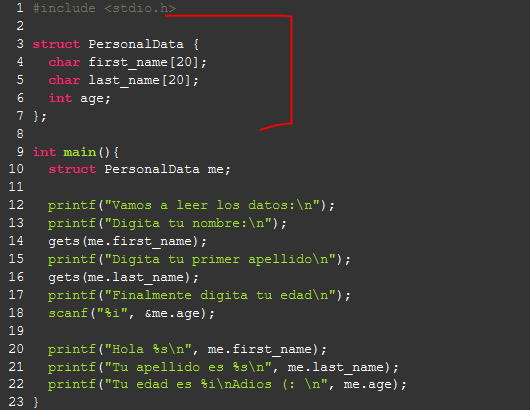 1 #include <stdio.h>
2
3 struct PersonalData {
4   char first_name[20];
5   char last_name[20];
6   int age;
7 };
8
9 int main(){
10   struct PersonalData me;
11
12   printf("Vamos a leer los datos:\n");
13   printf("Digita tu nombre:\n");
14   gets(me.first_name);
15   printf("Digita tu primer apellido\n");
16   gets(me.last_name);
17   printf("Finalmente digita tu edad\n");
18   scanf("%i", &me.age);
19
20   printf("Hola %s\n", me.first_name);
21   printf("Tu apellido es %s\n", me.last_name);
22   printf("Tu edad es %i\nAdios (: \n", me.age);
23 }